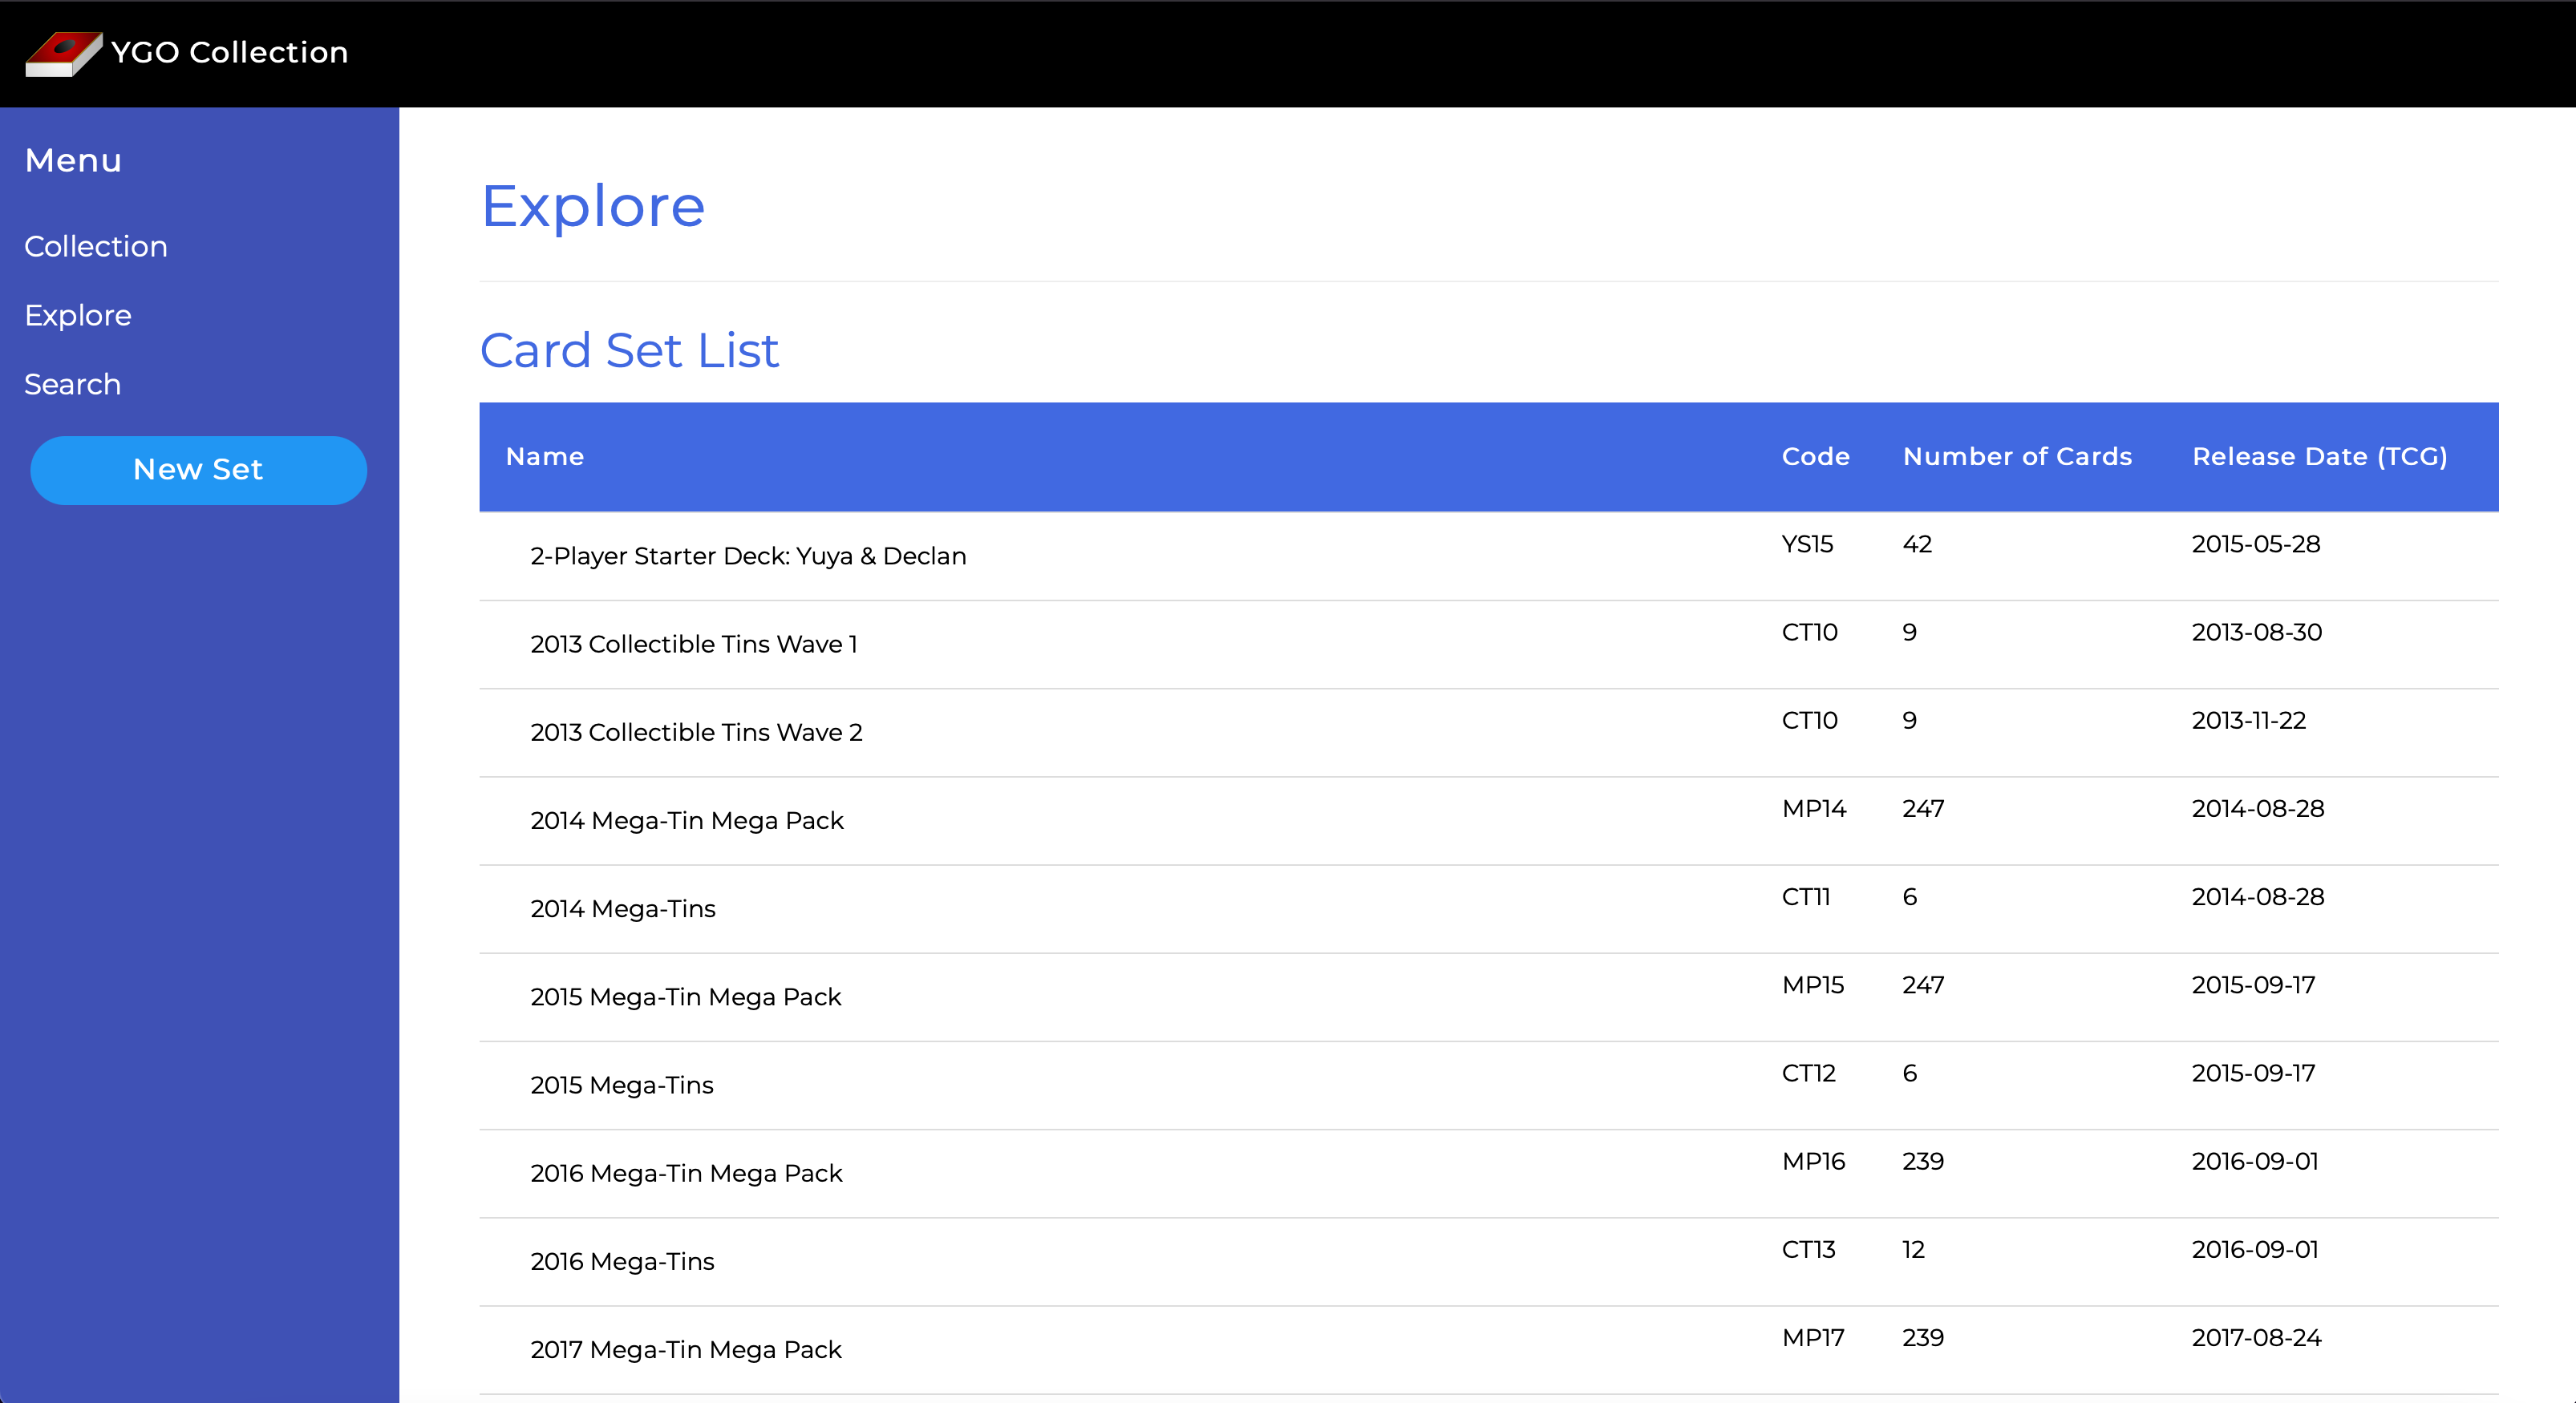 YGO Collection
Menu
Collection
Explore
Search
New Set
Explore
Card Set List
Name Code Number of Cards Release Date (TCG)
2-Player Starter Deck: Yuya & Declan YS15 42 2015-05-28
2013 Collectible Tins Wave 1 CT10 9 2013-08-30
2013 Collectible Tins Wave 2 CT10 9 2013-11-22
2014 Mega-Tin Mega Pack MP14 247 2014-08-28
2014 Mega-Tins CT11 6 2014-08-28
2015 Mega-Tin Mega Pack MP15 247 2015-09-17
2015 Mega-Tins CT12 6 2015-09-17
2016 Mega-Tin Mega Pack MP16 239 2016-09-01
2016 Mega-Tins CT13 12 2016-09-01
2017 Mega-Tin Mega Pack MP17 239 2017-08-24